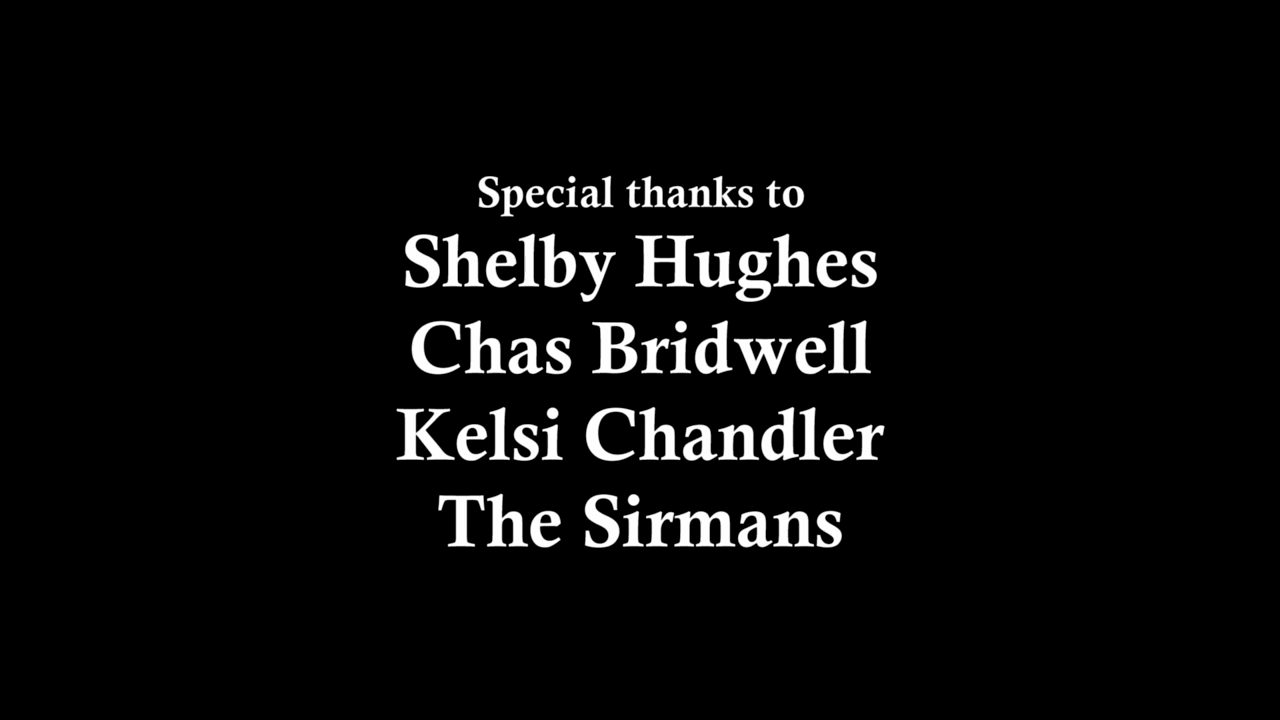 Special thanks to
Shelby Hughes
Chas Bridwell
Kelsi Chandler
The Sirmans